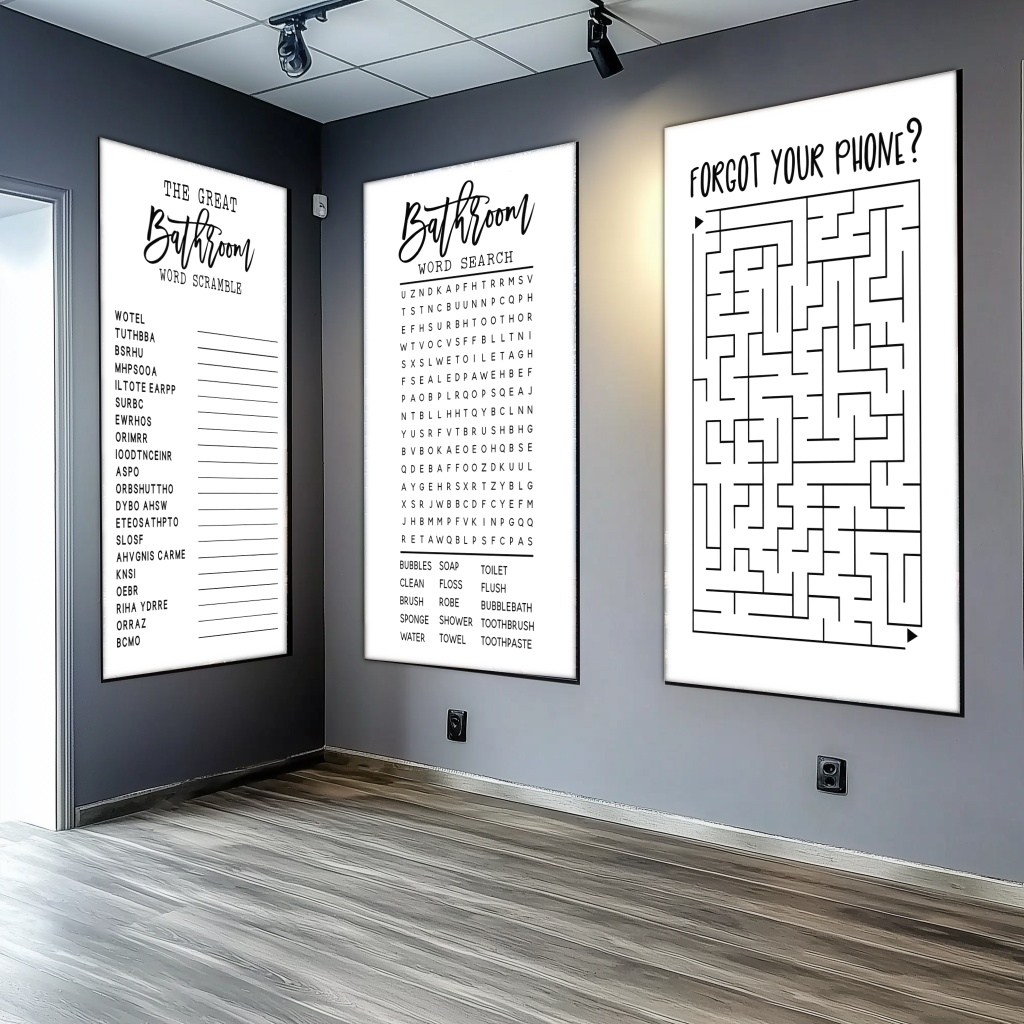 THE GREAT
Bathroom
WORD SCRAMBLE
WOTEL
TUTHBBA
BSRHU
MHPSOOA
ILTOTE EARPP
SURBC
EWRHOS
ORIMRR
IOODTNCEINR
ASPO
ORBSHUTTHO
DYBO AHSW
ETEOSATHPTO
SLOSF
AHVGNIS CARME
KNSI
OEBR
RIHA YDRRE
ORRAZ
BCMO
Bathroom
WORD SEARCH
U Z N D K A P F H T R R M S V
T S T N C B U U N N P C Q P H
E F H S U R B H T O O T H O R
W T V O C V S F F B L L T N I
S X S L W E T O I L E T A G H
F S E A L E D P A W E H B E F
P A O B P L R Q O P S Q E A J
N T B L L H H T Q Y B C L N N
Y U S R F V T B R U S H B H G
B V B O K A E O E O H Q B S E
Q D E B A F F O O Z D K U U L
A Y G E H R S X R T Z Y B L G
X S R J W B B C D F C Y E F M
J H B M M P F V K I N P G Q Q
R E T A W Q B L P S F C P A S
BUBBLES SOAP TOILET
CLEAN FLOSS FLUSH
BRUSH ROBE BUBBLEBATH
SPONGE SHOWER TOOTHBRUSH
WATER TOWEL TOOTHPASTE
FORGOT YOUR PHONE?